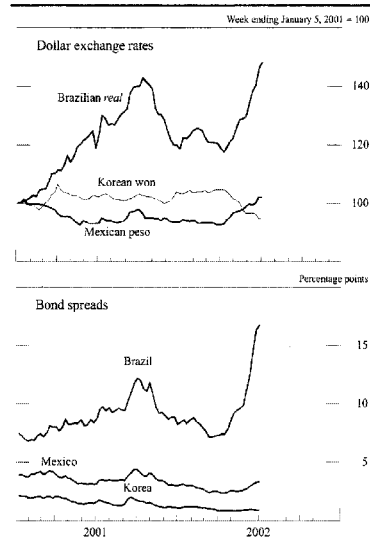 Week ending January 5, 2001 = 100
Dollar exchange rates
140
Brazilian real
120
Korean won
100
Mexican peso
Percentage points
Bond spreads
15
Brazil
10
Mexico
5
Korea
2001 2002